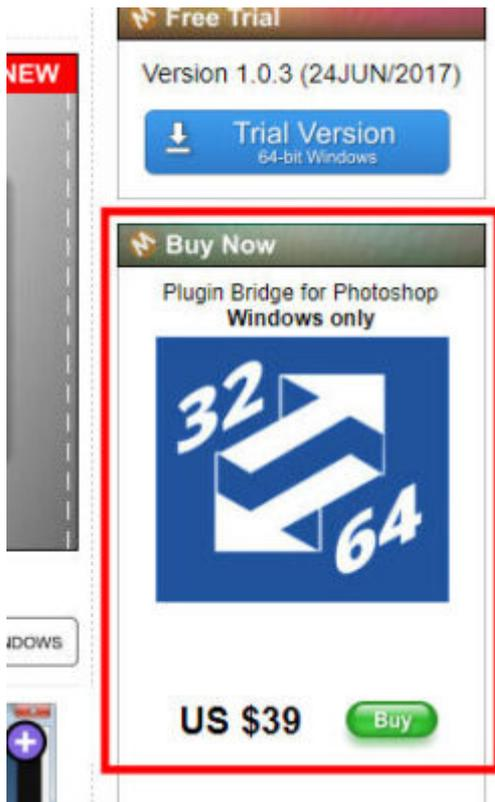 Free Trial
NEW
Version 1.0.3 (24JUN/2017)
Trial Version
64-bit Windows
Buy Now
Plugin Bridge for Photoshop
Windows only
32
64
NDOWS
US $39
Buy